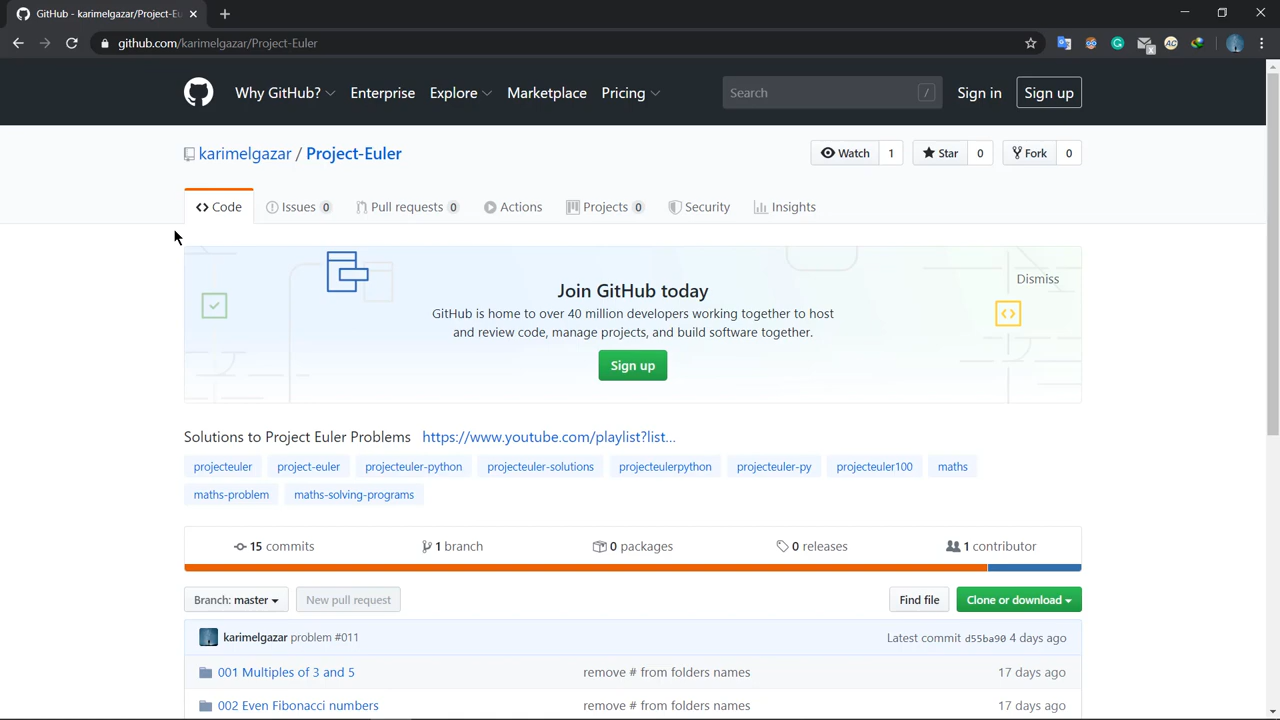 GitHub - karimelgazar/Project-Eu
github.com/karimelgazar/Project-Euler
Why GitHub? Enterprise Explore Marketplace Pricing Search / Sign in Sign up
karimelgazar / Project-Euler
Watch 1 Star 0 Fork 0
Code Issues 0 Pull requests 0 Actions Projects 0 Security Insights
Dismiss
Join GitHub today
GitHub is home to over 40 million developers working together to host
and review code, manage projects, and build software together.
Sign up
Solutions to Project Euler Problems https://www.youtube.com/playlist?list...
projecteuler project-euler projecteuler-python projecteuler-solutions projecteulerpython projecteuler-py projecteuler100 maths
maths-problem maths-solving-programs
15 commits 1 branch 0 packages 0 releases 1 contributor
Branch: master New pull request Find file Clone or download
karimelgazar problem #011 Latest commit d55ba90 4 days ago
001 Multiples of 3 and 5 remove # from folders names 17 days ago
002 Even Fibonacci numbers remove # from folders names 17 days ago